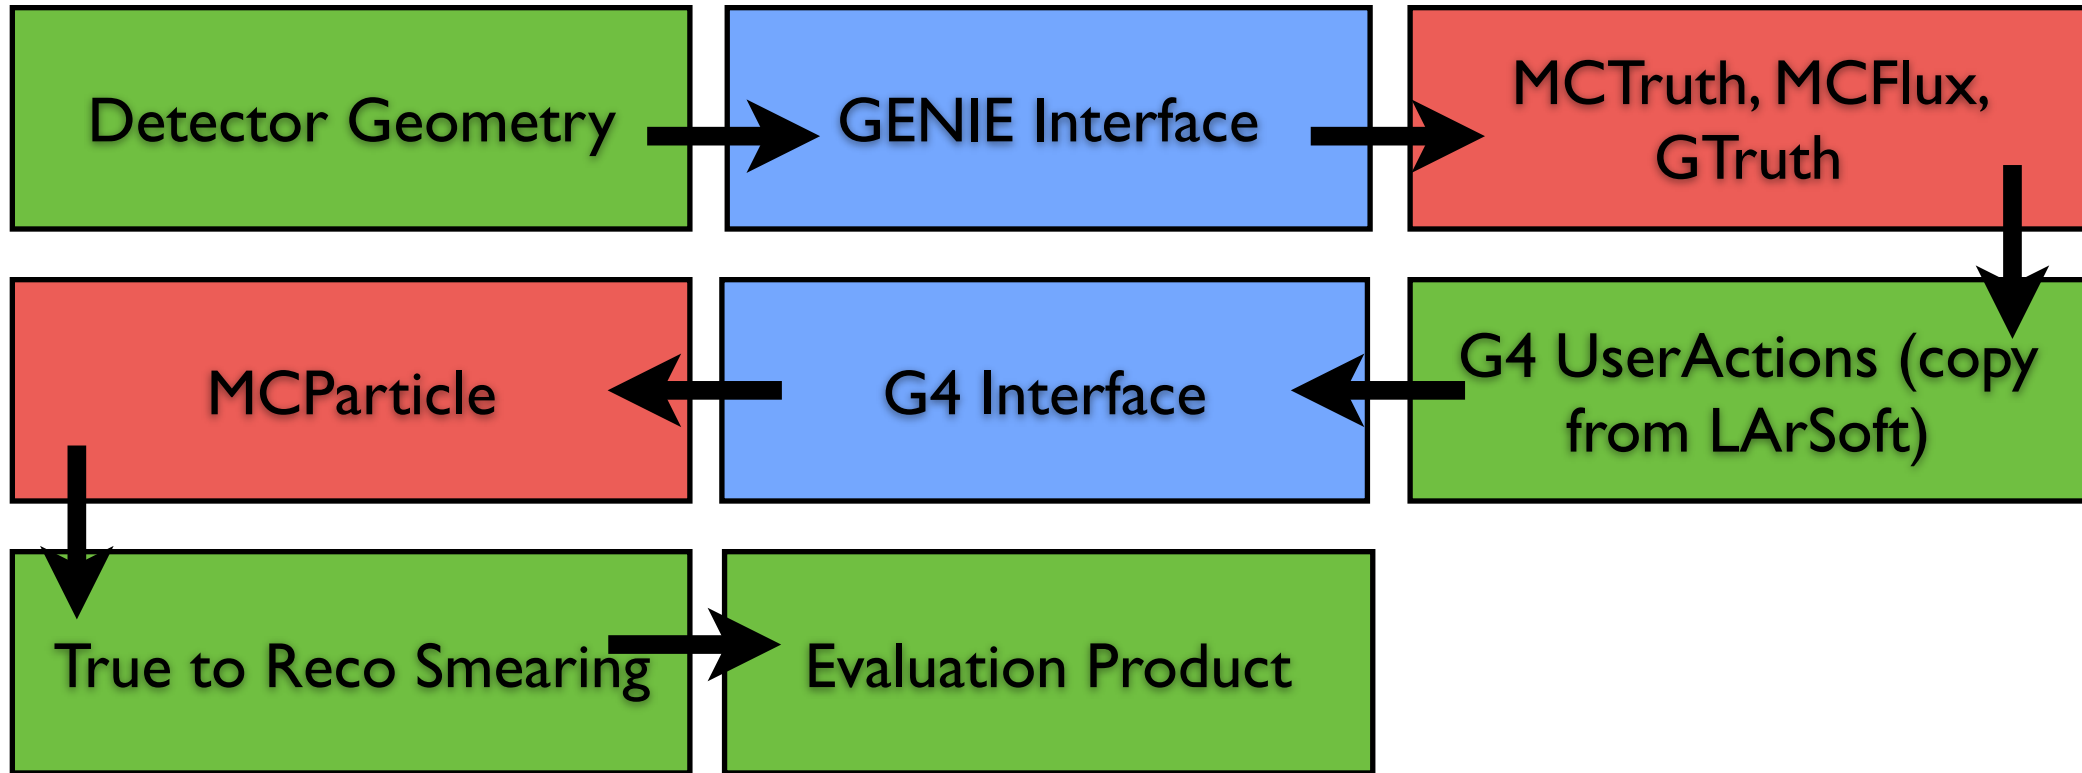 Detector Geometry
GENIE Interface
MCTruth, MCFlux,
GTruth
MCParticle
G4 Interface
G4 UserActions (copy
from LArSoft)
True to Reco Smearing
Evaluation Product